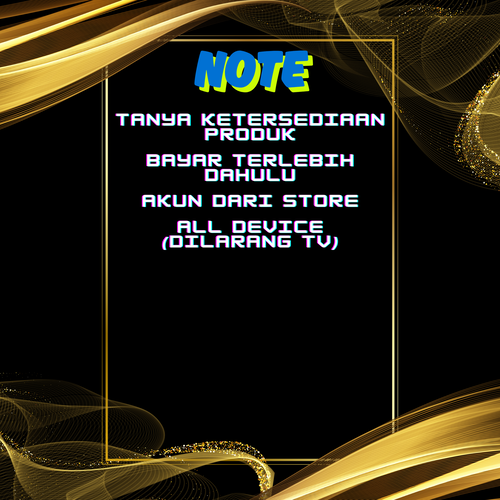 NOTE
TANYA KETERSEDIAAN
PRODUK
BAYAR TERLEBIH
DAHULU
AKUN DARI STORE
ALL DEVICE
(DILARANG TV)